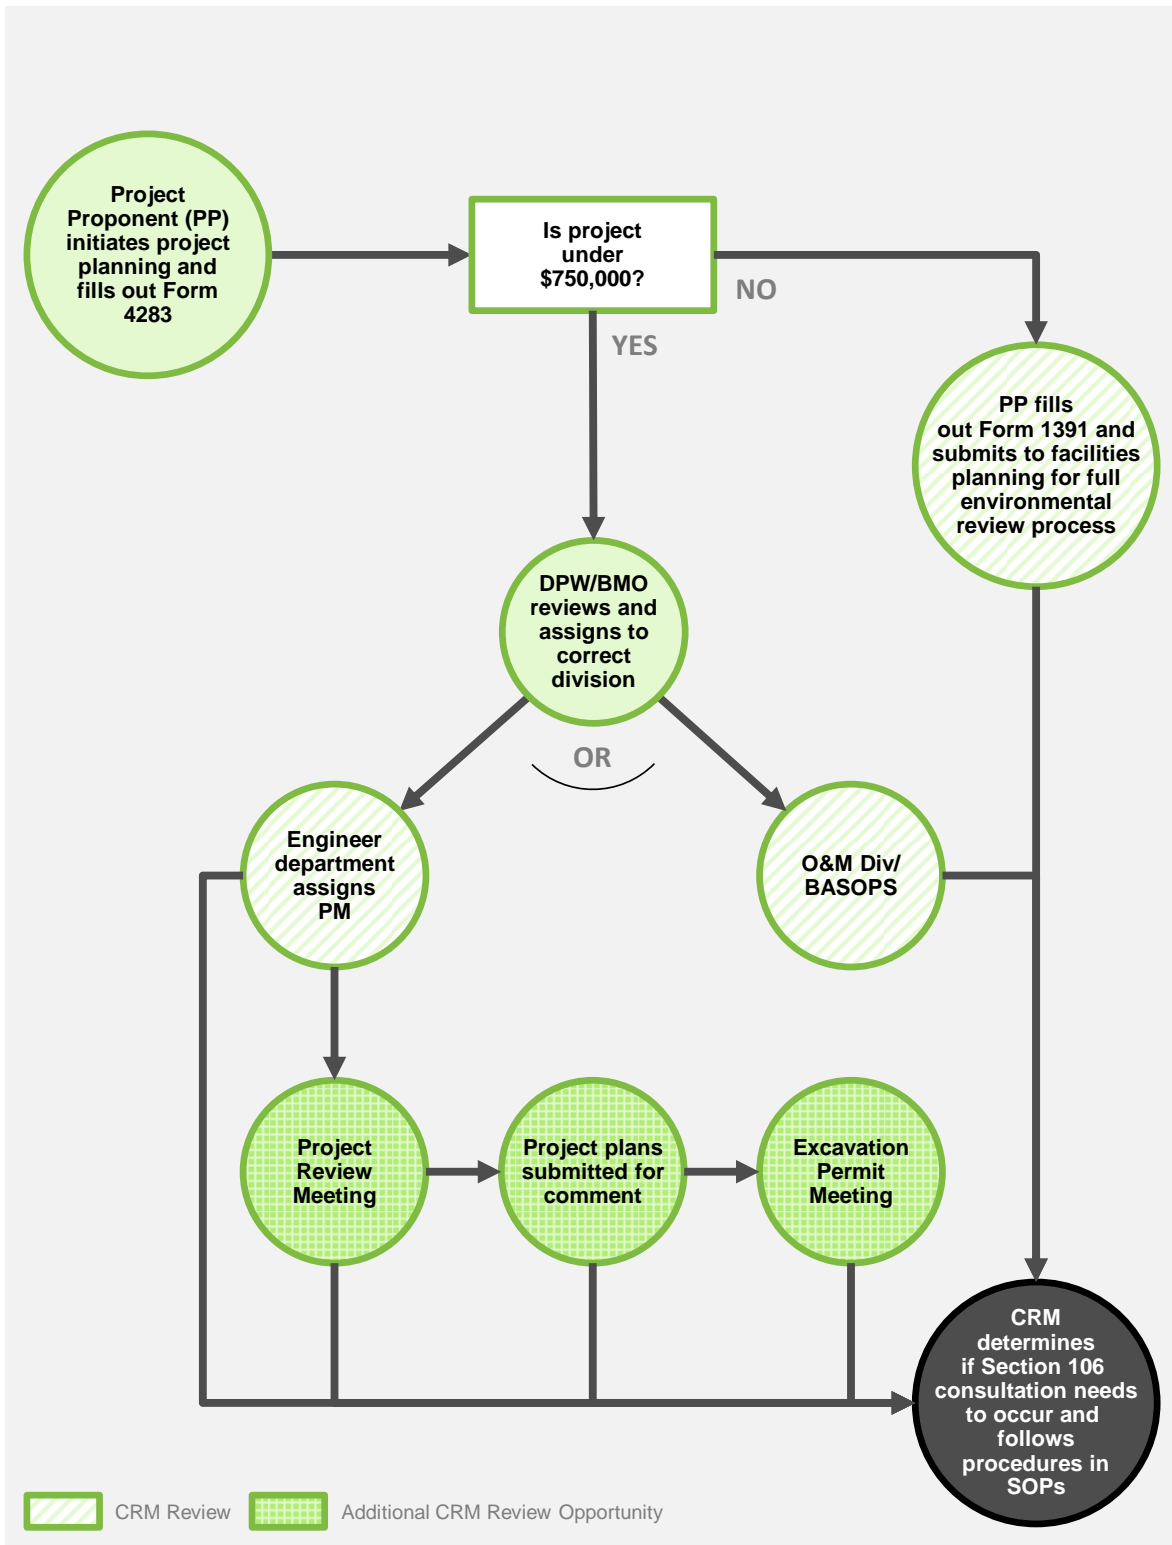 Project
Proponent (PP)
initiates project
planning and
fills out Form
4283
Is project
under
$750,000?
NO
YES
PP fills
out Form 1391 and
submits to facilities
planning for full
environmental
review process
DPW/BMO
reviews and
assigns to
correct
division
OR
Engineer
department
assigns
PM
O&M Div/
BASOPS
Project
Review
Meeting
Project plans
submitted for
comment
Excavation
Permit
Meeting
CRM
determines
if Section 106
consultation needs
to occur and
follows
procedures in
SOPs
CRM Review
Additional CRM Review Opportunity